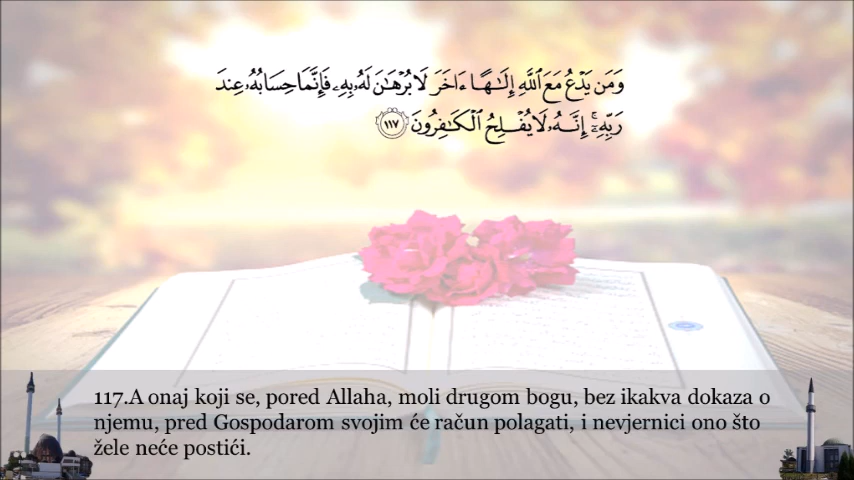 وَمَن يَدْعُ مَعَ ٱللَّهِ إِلَـٰهًا ءَاخَرَ لَا بُرْهَـٰنَ لَهُۥ بِهِۦ فَإِنَّمَا حِسَابُهُۥ عِندَ
رَبِّهِۦٓ ۚ إِنَّهُۥ لَا يُفْلِحُ ٱلْكَـٰفِرُونَ ١١٧
117.A onaj koji se, pored Allaha, moli drugom bogu, bez ikakva dokaza o
njemu, pred Gospodarom svojim će račun polagati, i nevjernici ono što
žele neće postići.